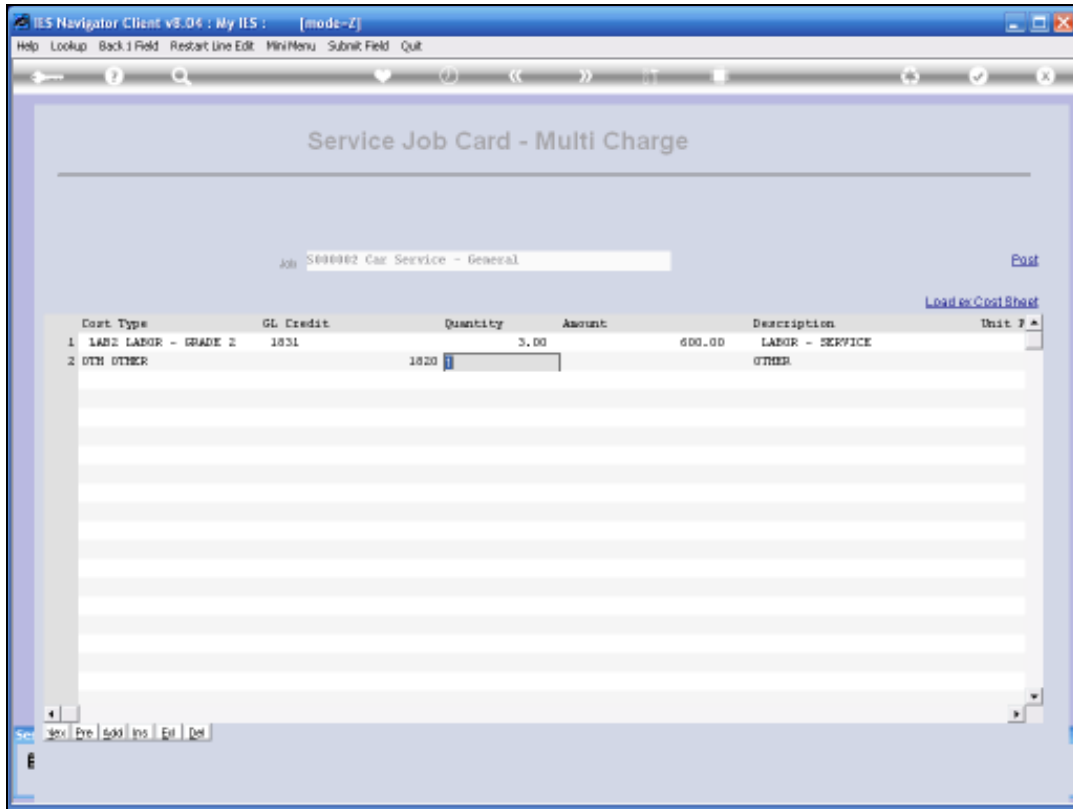 IES Navigator Client v8.04 : My IES : [mode=Z]
Help Lookup Back 1 Field Restart Line Edit MiniMenu Submit Field Quit
Service Job Card - Multi Charge
Job S000002 Car Service - General
Post
Load ex Cost Sheet
Cost Type GL Credit Quantity Amount Description Unit
1 LAB2 LABOR - GRADE 2 1831 3.00 600.00 LABOR - SERVICE
2 OTH OTHER 1820 1 OTHER
Pre Add Ins Del